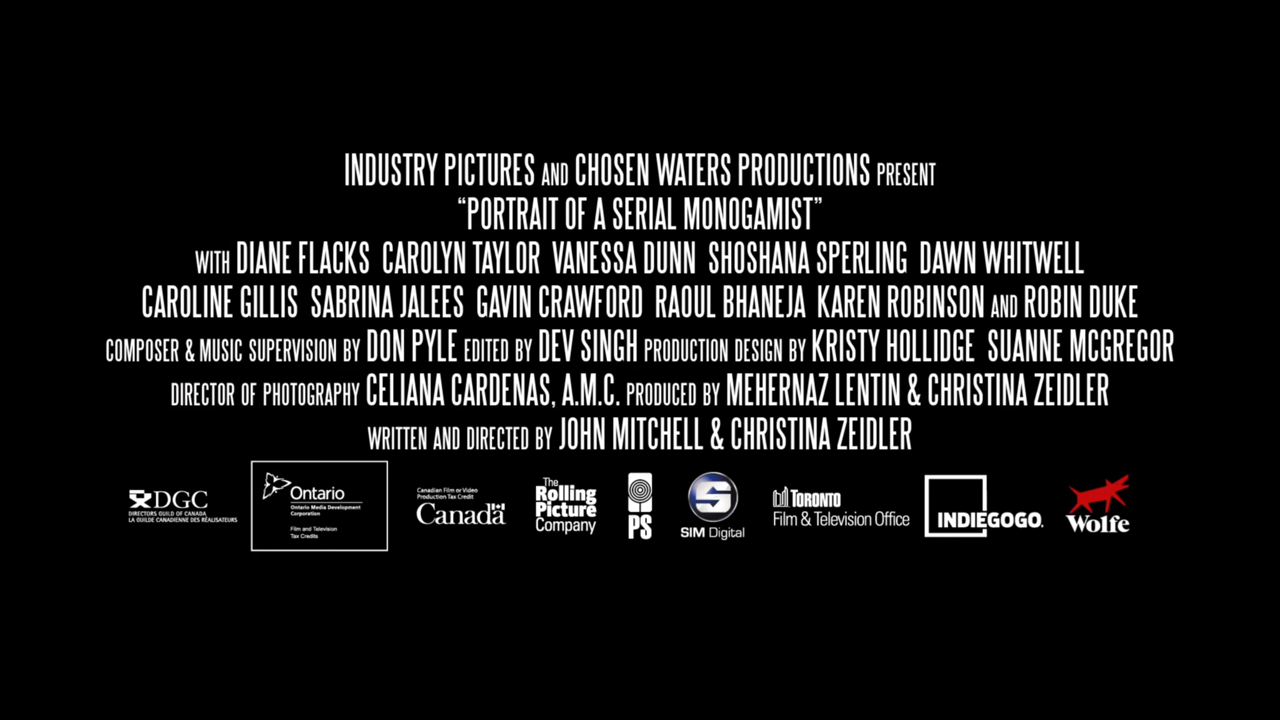 INDUSTRY PICTURES AND CHOSEN WATERS PRODUCTIONS PRESENT
“PORTRAIT OF A SERIAL MONOGAMIST”
WITH DIANE FLACKS CAROLYN TAYLOR VANESSA DUNN SHOSHANA SPERLING DAWN WHITWELL
CAROLINE GILLIS SABRINA JALEES GAVIN CRAWFORD RAOUL BHANEJA KAREN ROBINSON AND ROBIN DUKE
COMPOSER & MUSIC SUPERVISION BY DON PYLE EDITED BY DEV SINGH PRODUCTION DESIGN BY KRISTY HOLLIDGE SUANNE MCGREGOR
DIRECTOR OF PHOTOGRAPHY CELIANA CARDENAS, A.M.C. PRODUCED BY MEHERNAZ LENTIN & CHRISTINA ZEIDLER
WRITTEN AND DIRECTED BY JOHN MITCHELL & CHRISTINA ZEIDLER
DGC
DIRECTORS GUILD OF CANADA
LA GUILDE CANADIENNE DES RÉALISATEURS
Ontario
Ontario Media Development
Corporation
Film and Television
Tax Credits
Canadian Film or Video
Production Tax Credit
Canada
The
Rolling
Picture
Company
PS
S
SIM Digital
TORONTO
Film & Television Office
INDIEGOGO.
Wolfe